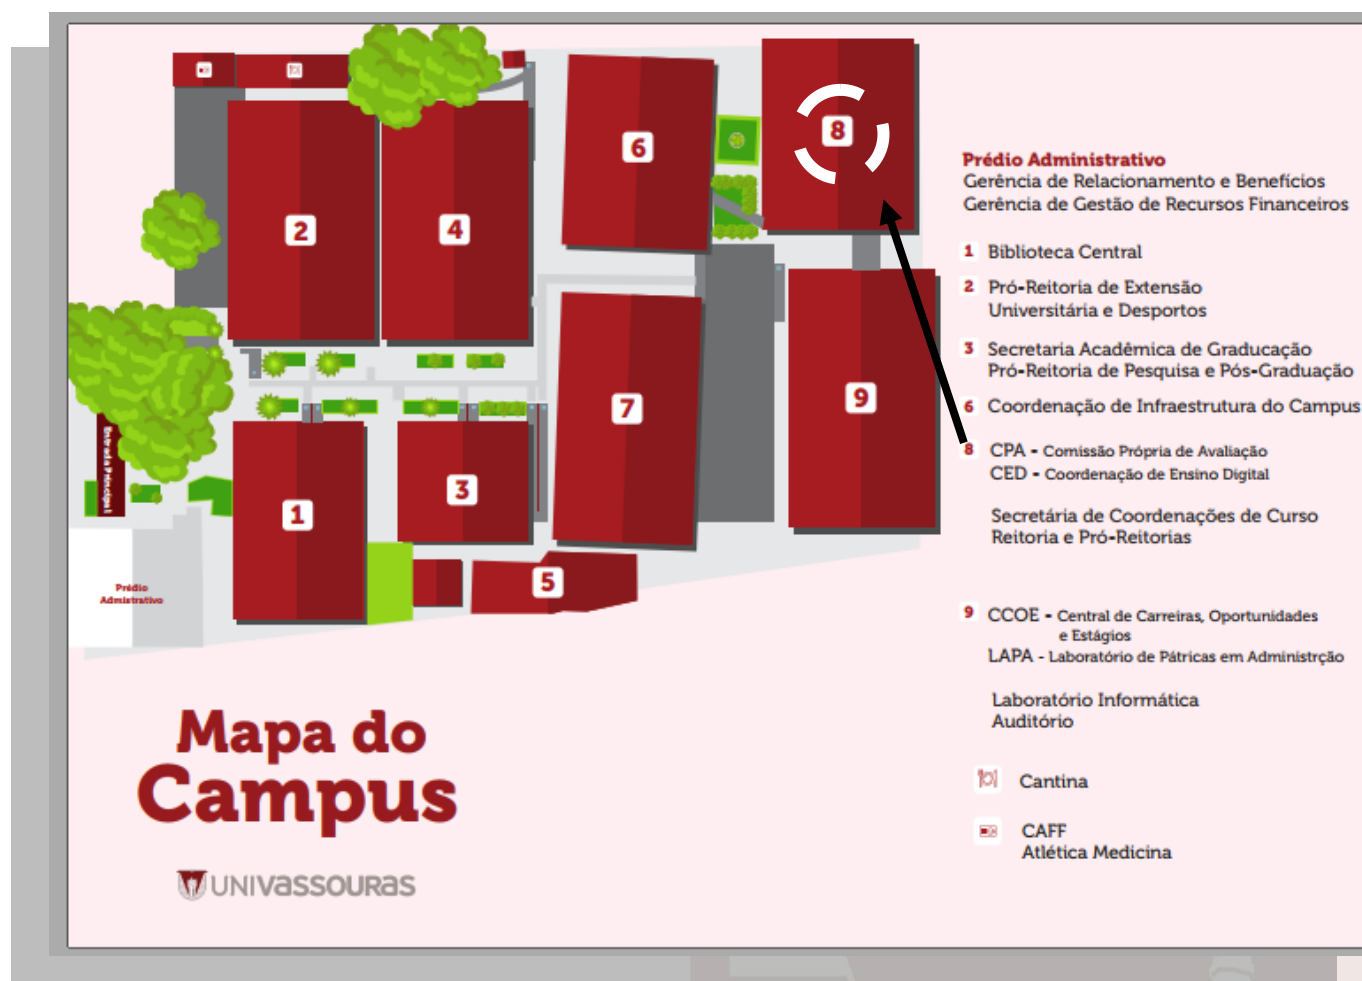 8
6
2
4
9
7
3
1
5
Entrada Principal
Prédio
Admistrativo
Mapa do
Campus
UNIVASSOURAS
Prédio Administrativo
Gerência de Relacionamento e Benefícios
Gerência de Gestão de Recursos Financeiros
1 Biblioteca Central
2 Pró-Reitoria de Extensão
Universitária e Desportos
3 Secretaria Acadêmica de Graducação
Pró-Reitoria de Pesquisa e Pós-Graduação
6 Coordenação de Infraestrutura do Campus
8 CPA - Comissão Própria de Avaliação
CED - Coordenação de Ensino Digital
Secretária de Coordenações de Curso
Reitoria e Pró-Reitorias
9 CCOE - Central de Carreiras, Oportunidades
e Estágios
LAPA - Laboratório de Pátricas em Administrção
Laboratório Informática
Auditório
Cantina
CAFF
Atlética Medicina